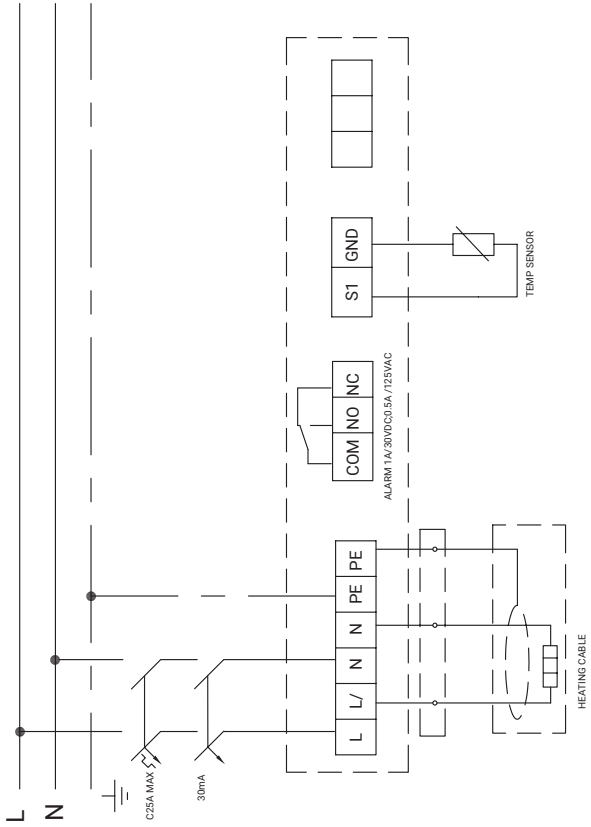 L
N
C25A MAX
30mA
L
L/
N
N
PE
PE
COM
NO
NC
ALARM 1A/30VDC;0.5A /125VAC
S1
GND
TEMP SENSOR
HEATING CABLE